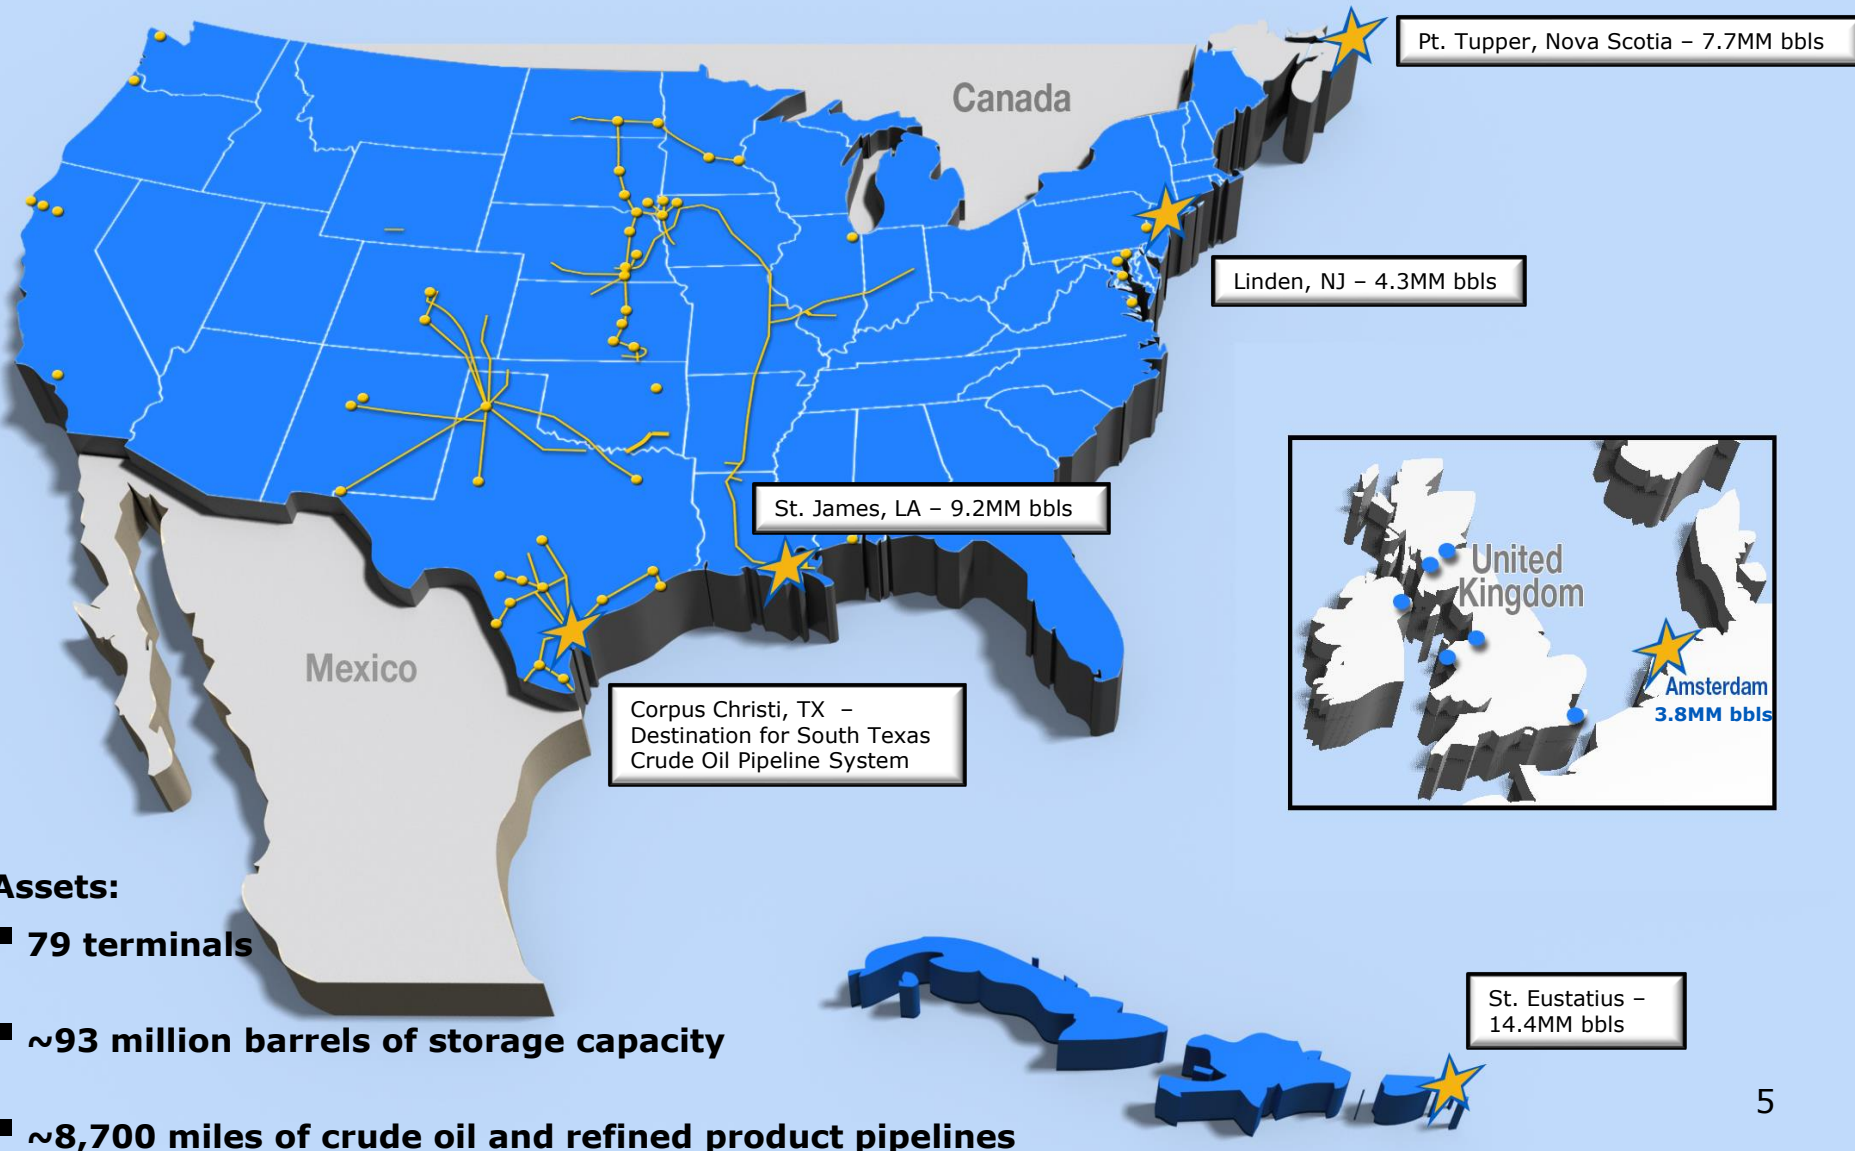 Pt. Tupper, Nova Scotia – 7.7MM bbls
Canada
Linden, NJ – 4.3MM bbls
St. James, LA – 9.2MM bbls
United
Kingdom
Mexico
Amsterdam
3.8MM bbls
Corpus Christi, TX –
Destination for South Texas
Crude Oil Pipeline System
Assets:
▪ 79 terminals
▪ ~93 million barrels of storage capacity
▪ ~8,700 miles of crude oil and refined product pipelines
St. Eustatius –
14.4MM bbls
5